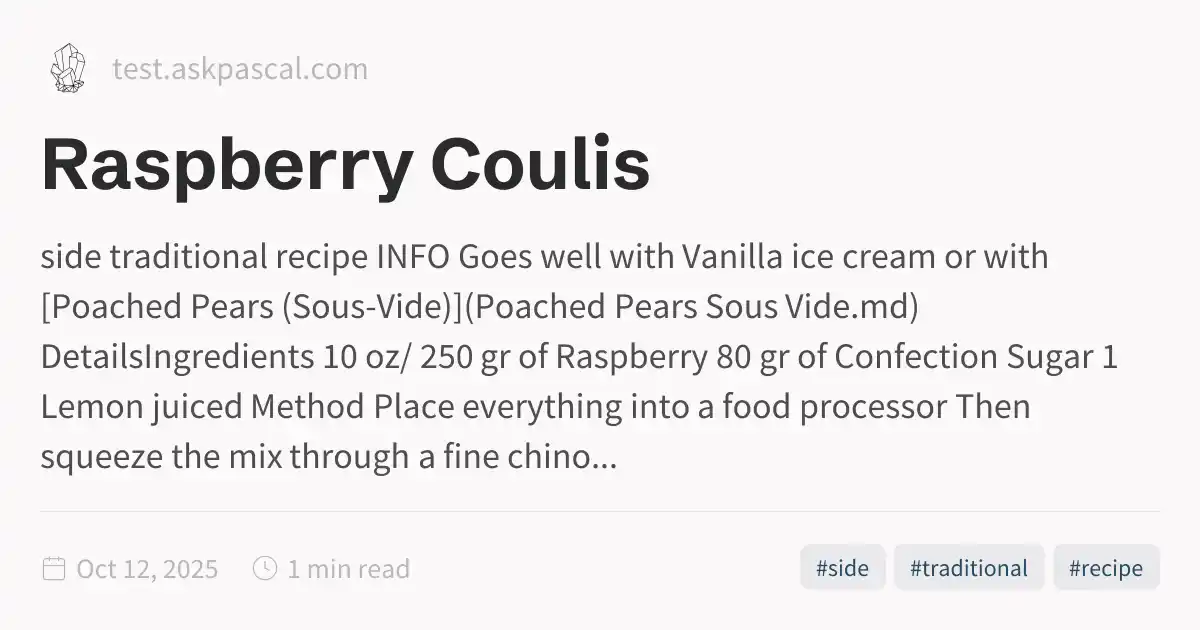 test.askpascal.com
Raspberry Coulis
side traditional recipe INFO Goes well with Vanilla ice cream or with
[Poached Pears (Sous-Vide)](Poached Pears Sous Vide.md)
DetailsIngredients 10 oz/ 250 gr of Raspberry 80 gr of Confection Sugar 1
Lemon juiced Method Place everything into a food processor Then
squeeze the mix through a fine chino...
Oct 12, 2025 1 min read #side #traditional #recipe